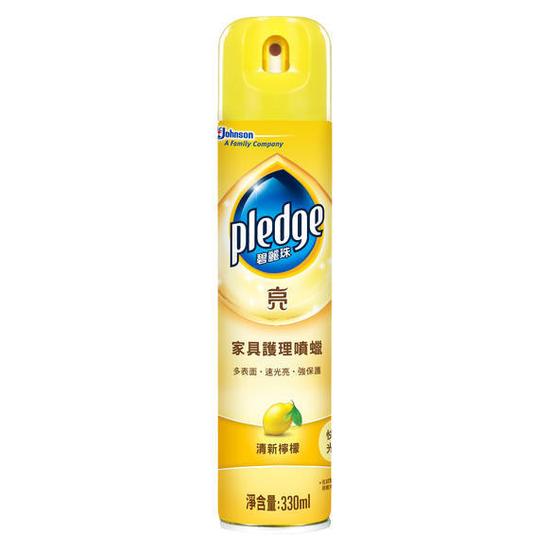 Johnson
A Family Company
pledge
碧麗珠
亮
家具護理噴蠟
多表面·速光亮·強保護
清新檸檬
淨含量:330ml